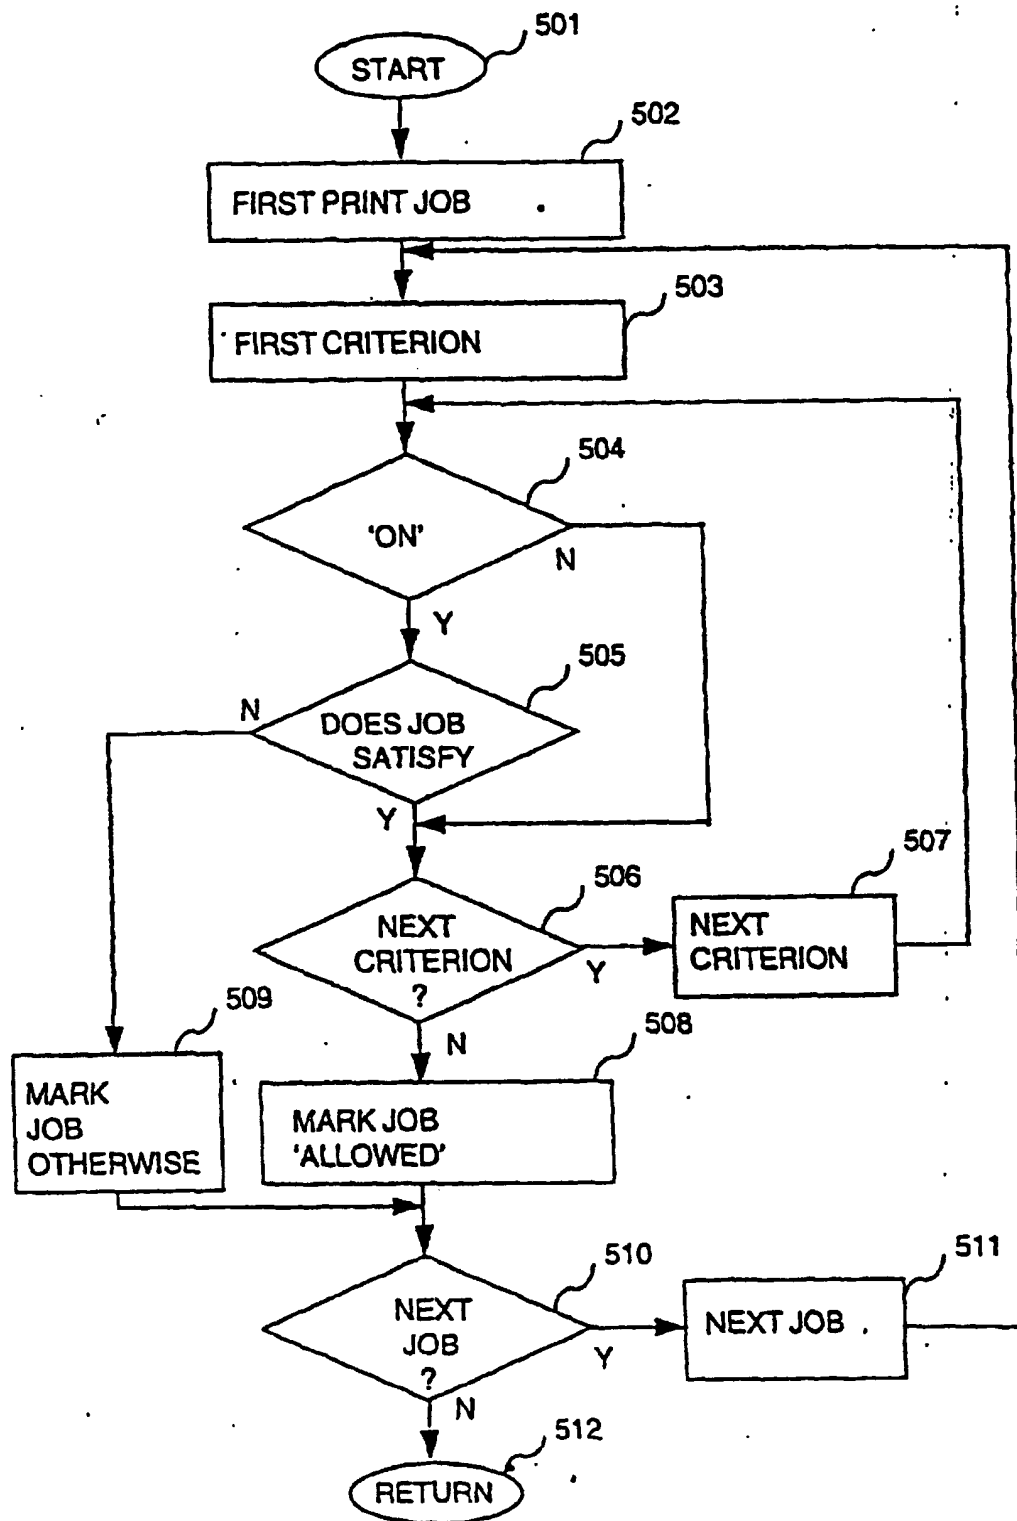 501
START
502
FIRST PRINT JOB
503
FIRST CRITERION
504
'ON'
N
Y
505
N
DOES JOB
SATISFY
Y
506
507
NEXT
CRITERION
?
Y
NEXT
CRITERION
509
N
508
MARK
JOB
OTHERWISE
MARK JOB
'ALLOWED'
510
511
NEXT
JOB
?
Y
NEXT JOB
N
512
RETURN